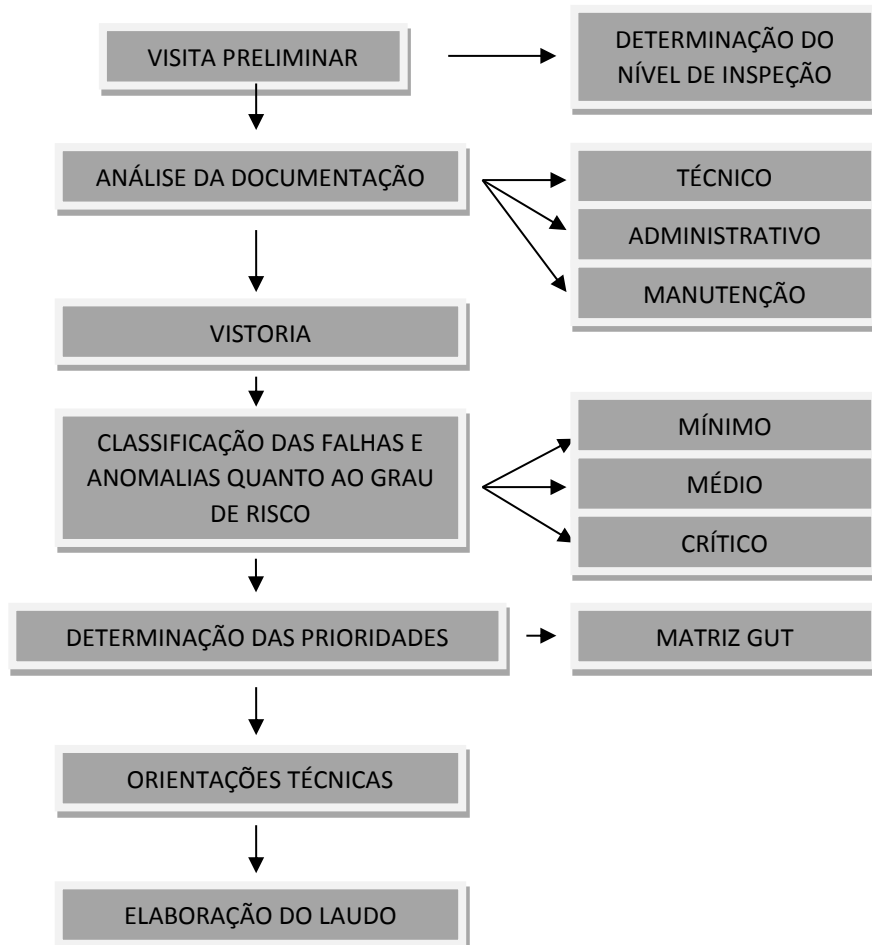 VISITA PRELIMINAR
DETERMINAÇÃO DO
NÍVEL DE INSPEÇÃO
ANÁLISE DA DOCUMENTAÇÃO
TÉCNICO
ADMINISTRATIVO
MANUTENÇÃO
VISTORIA
CLASSIFICAÇÃO DAS FALHAS E
ANOMALIAS QUANTO AO GRAU
DE RISCO
MÍNIMO
MÉDIO
CRÍTICO
DETERMINAÇÃO DAS PRIORIDADES
MATRIZ GUT
ORIENTAÇÕES TÉCNICAS
ELABORAÇÃO DO LAUDO